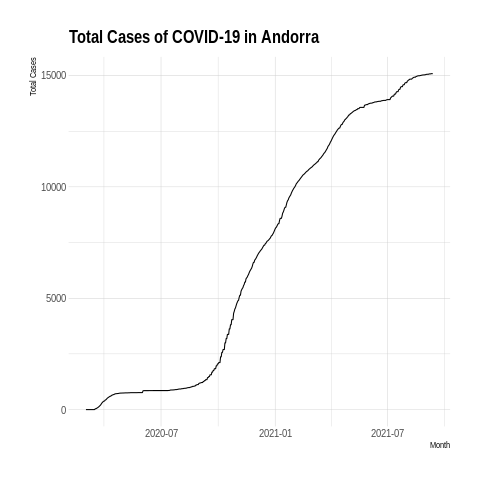 Total Cases of COVID-19 in Andorra
Total Cases
15000
10000
5000
0
2020-07
2021-01
2021-07
Month